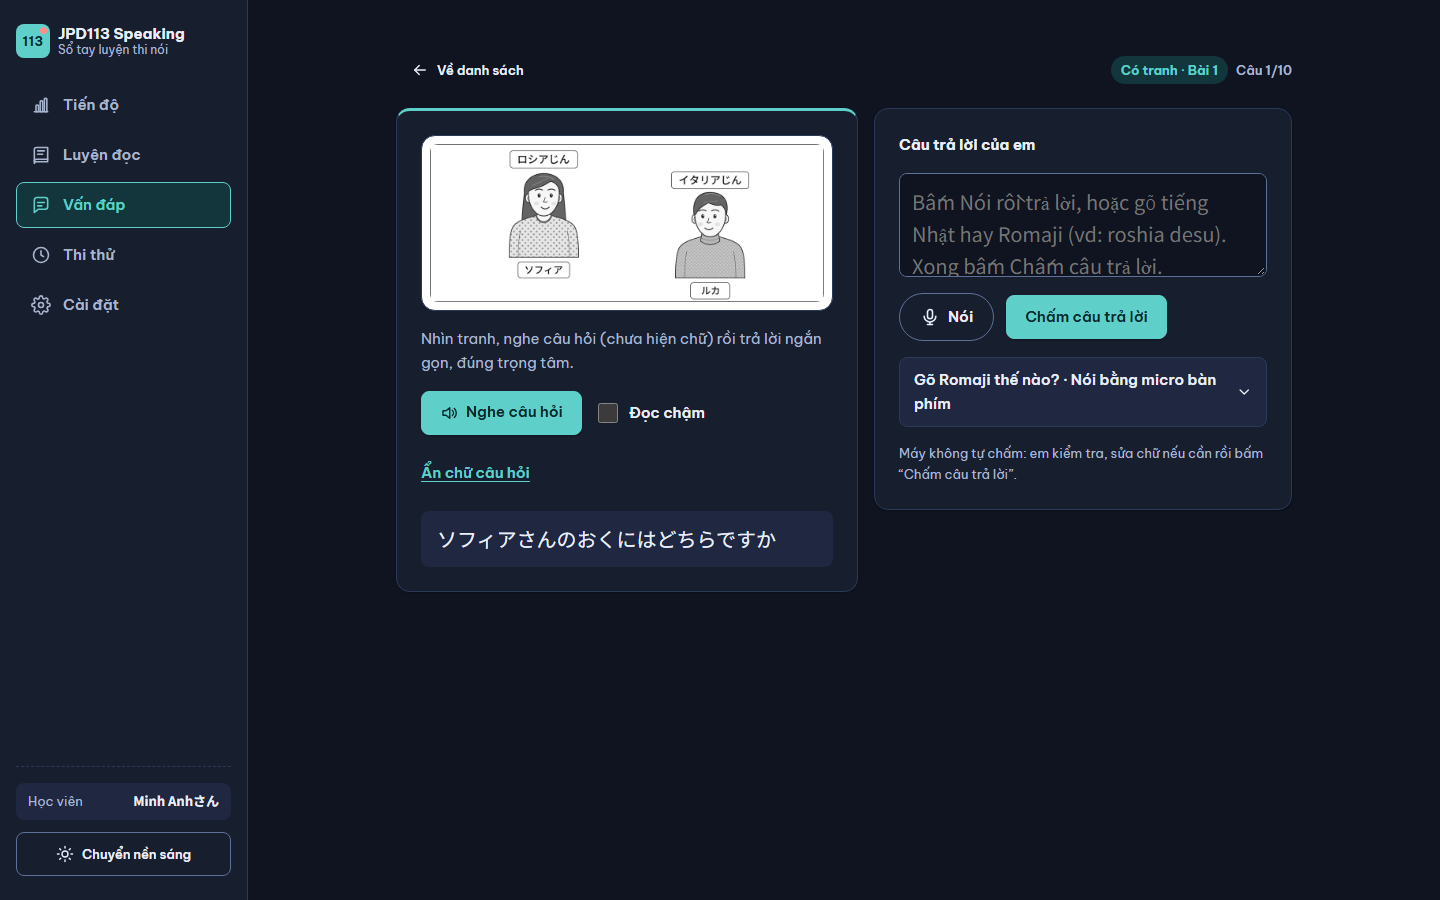 113
JPD113 Speaking
Sổ tay luyện thi nói
Tiến độ
Luyện đọc
Vấn đáp
Thi thử
Cài đặt
Học viên
Minh Anhさん
Chuyển nền sáng
Về danh sách
Có tranh · Bài 1
Câu 1/10
ロシアじん
イタリアじん
ソフィア
ルカ
Nhìn tranh, nghe câu hỏi (chưa hiện chữ) rồi trả lời ngắn
gọn, đúng trọng tâm.
Nghe câu hỏi
Đọc chậm
Ẩn chữ câu hỏi
ソフィアさんのおくにはどちらですか
Câu trả lời của em
Bấm Nói rồi trả lời, hoặc gõ tiếng
Nhật hay Romaji (vd: roshia desu).
Xong bấm Chấm câu trả lời.
Nói
Chấm câu trả lời
Gõ Romaji thế nào? · Nói bằng micro bàn
phím
Máy không tự chấm: em kiểm tra, sửa chữ nếu cần rồi bấm
“Chấm câu trả lời”.